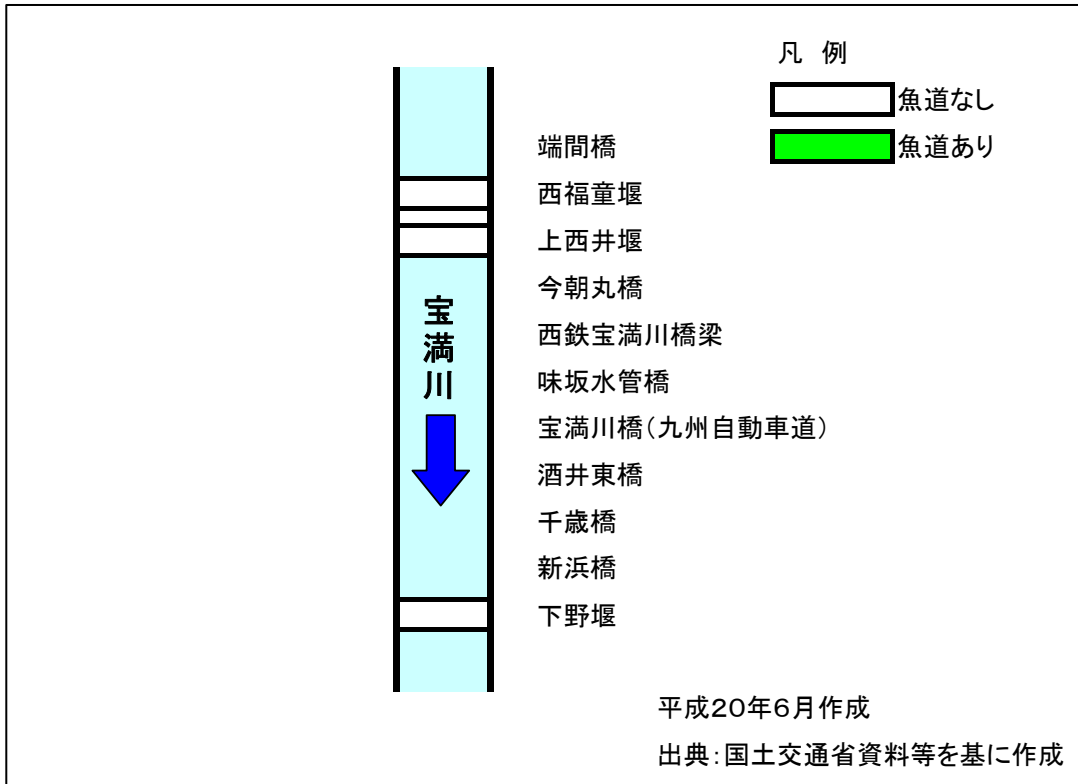 凡 例
魚道なし
魚道あり
端間橋
西福童堰
上西井堰
今朝丸橋
西鉄宝満川橋梁
味坂水管橋
宝満川橋（九州自動車道）
酒井東橋
千歳橋
新浜橋
下野堰
宝満川
平成２０年６月作成
出典：国土交通省資料等を基に作成